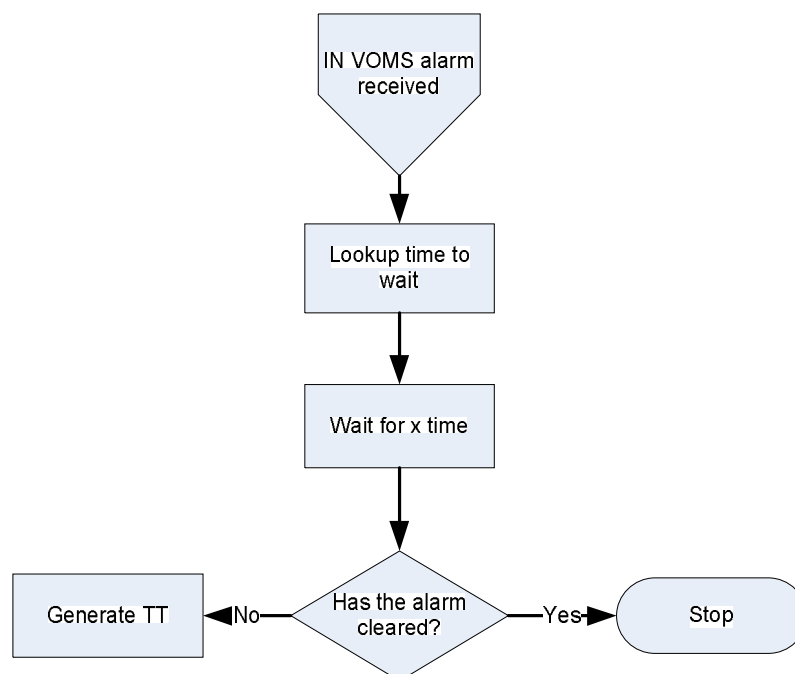 IN VOMS alarm
received
Lookup time to
wait
Wait for x time
Has the alarm
cleared?
Generate TT
No
Yes
Stop